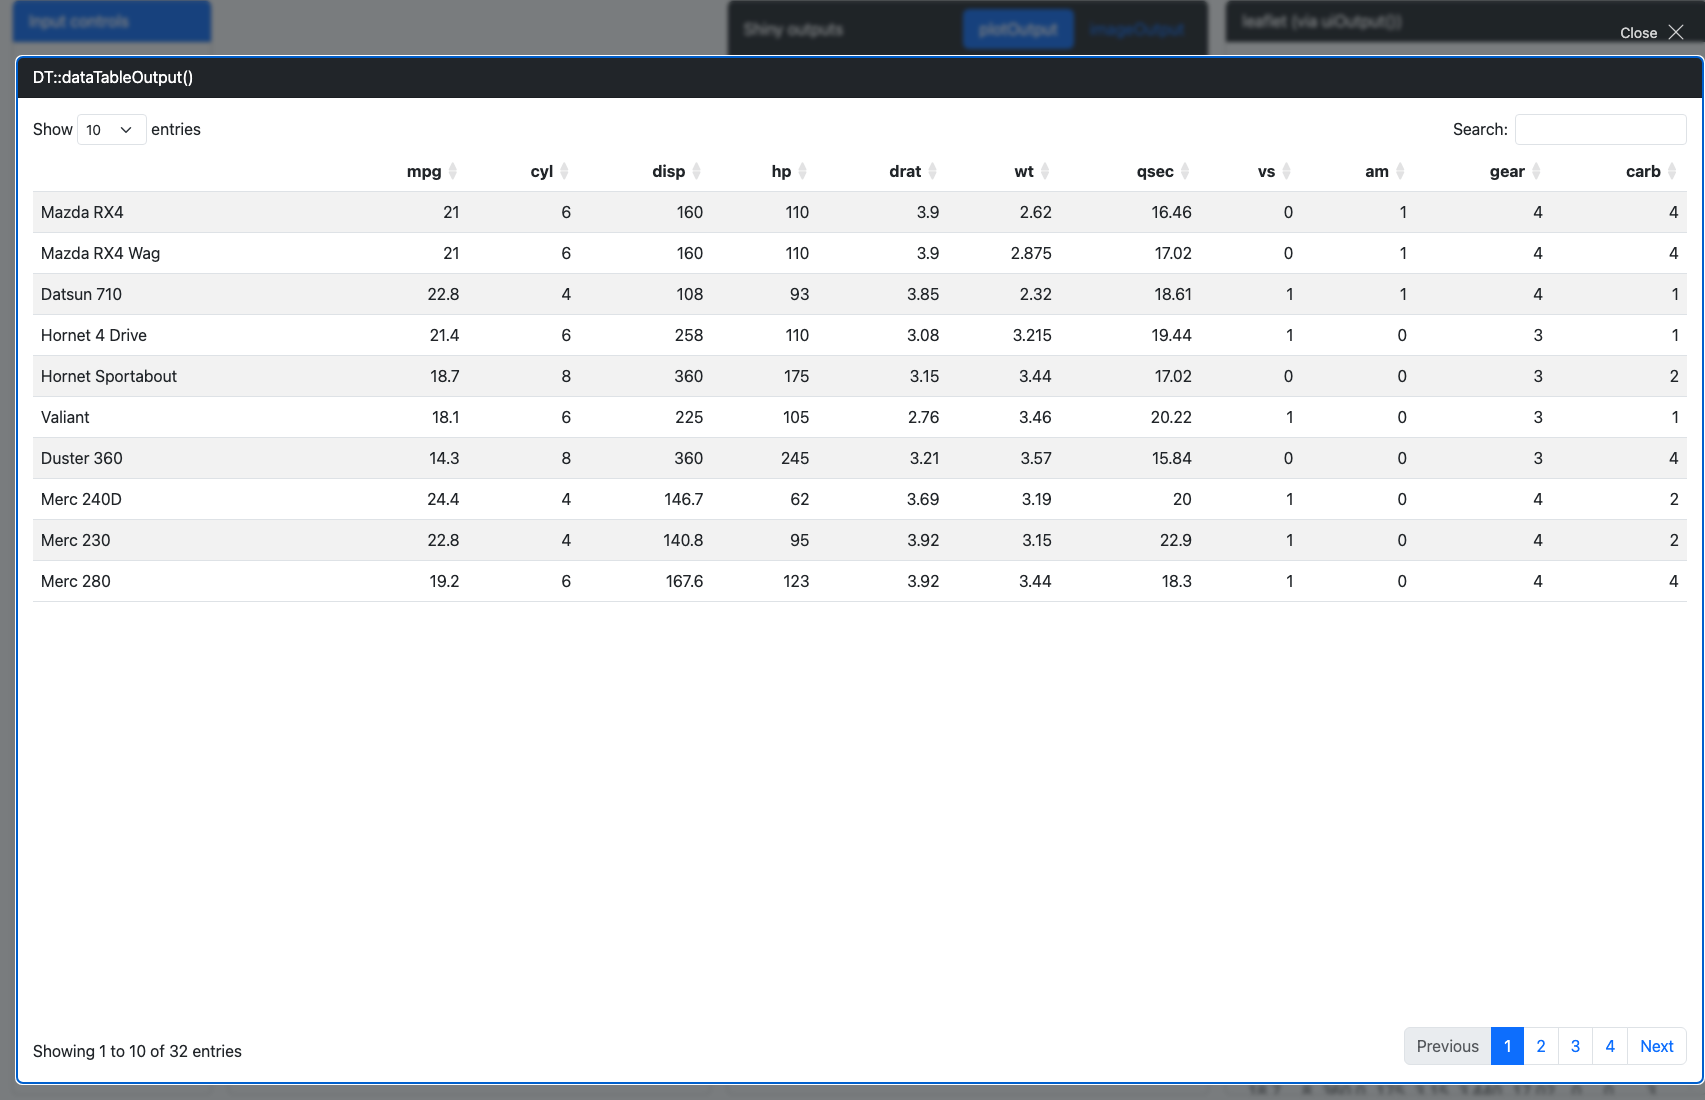 Input controls
Shiny outputs plotOutput imageOutput
leaflet (via uiOutput())
Close
DT::dataTableOutput()
Show 10 entries Search:
mpg cyl disp hp drat wt qsec vs am gear carb
Mazda RX4 21 6 160 110 3.9 2.62 16.46 0 1 4 4
Mazda RX4 Wag 21 6 160 110 3.9 2.875 17.02 0 1 4 4
Datsun 710 22.8 4 108 93 3.85 2.32 18.61 1 1 4 1
Hornet 4 Drive 21.4 6 258 110 3.08 3.215 19.44 1 0 3 1
Hornet Sportabout 18.7 8 360 175 3.15 3.44 17.02 0 0 3 2
Valiant 18.1 6 225 105 2.76 3.46 20.22 1 0 3 1
Duster 360 14.3 8 360 245 3.21 3.57 15.84 0 0 3 4
Merc 240D 24.4 4 146.7 62 3.69 3.19 20 1 0 4 2
Merc 230 22.8 4 140.8 95 3.92 3.15 22.9 1 0 4 2
Merc 280 19.2 6 167.6 123 3.92 3.44 18.3 1 0 4 4
Showing 1 to 10 of 32 entries Previous 1 2 3 4 Next